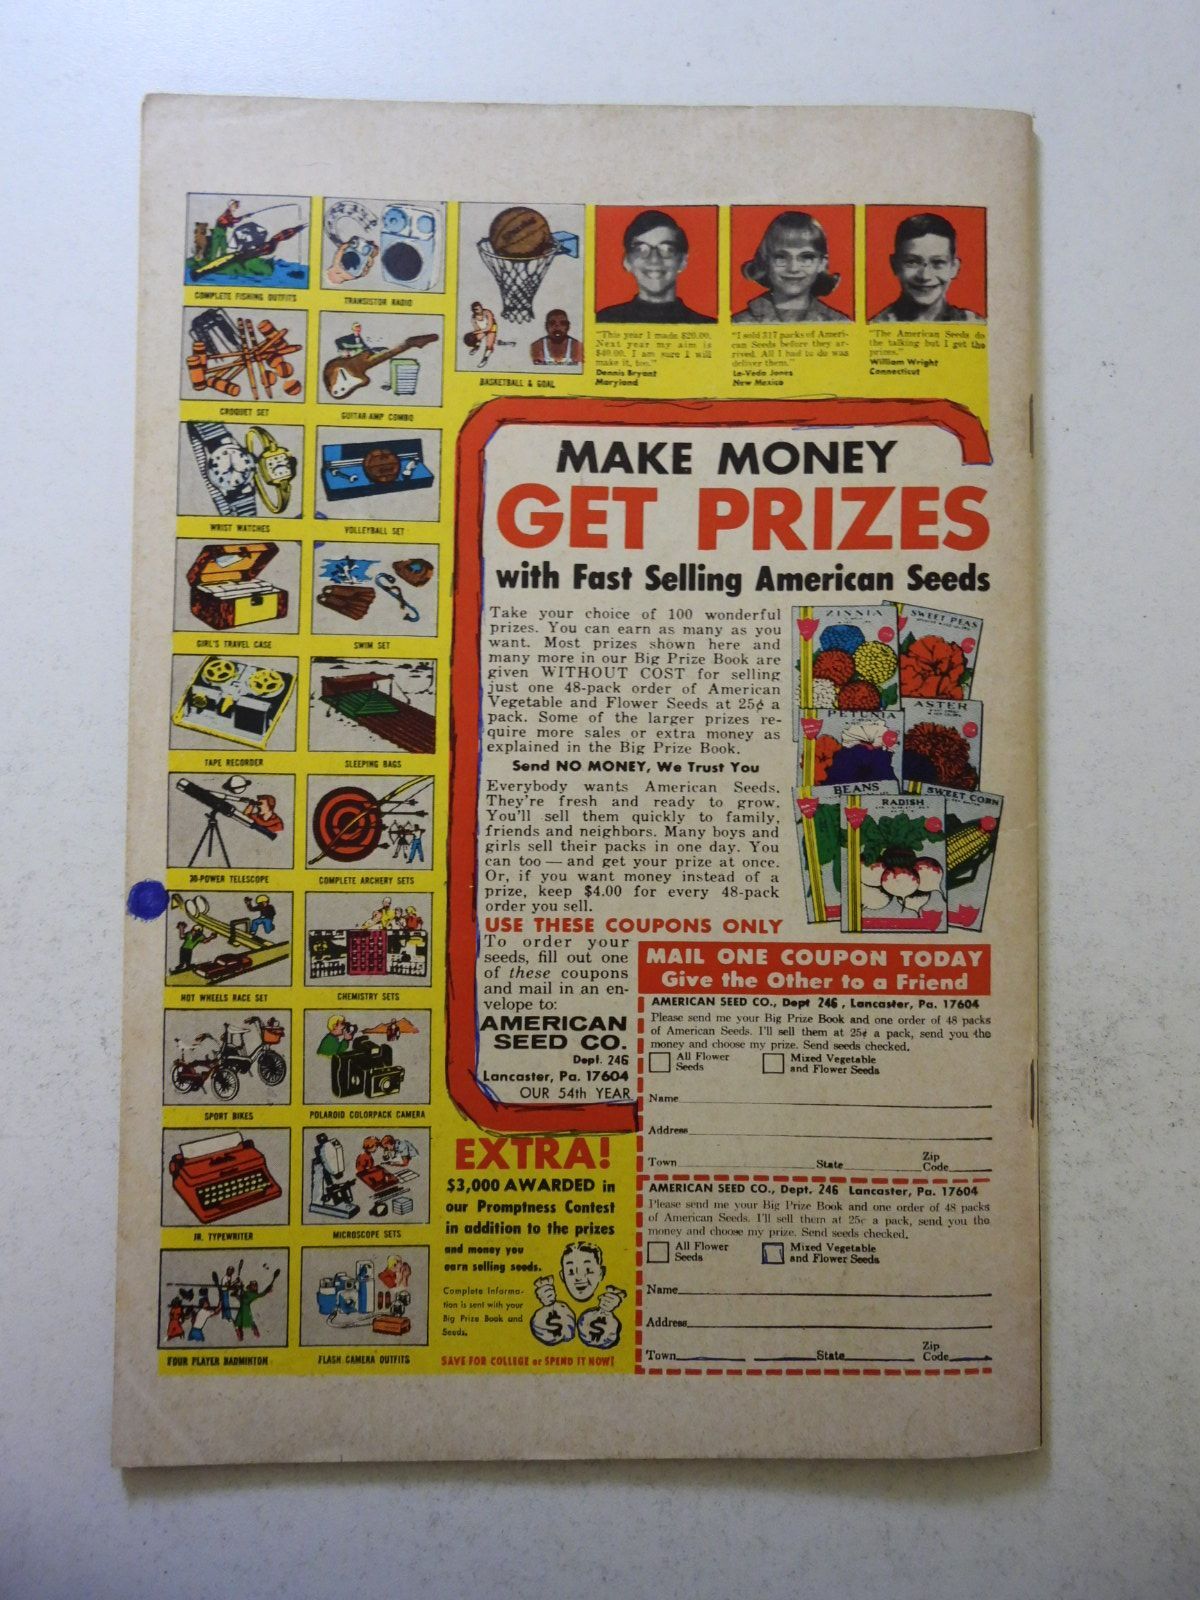 COMPLETE FISHING OUTFITS
TRANSISTOR RADIO
CROQUET SET
GUITAR-AMP COMBO
Barry
Chamberlain
BASKETBALL & GOAL
WRIST WATCHES
VOLLEYBALL SET
GIRL'S TRAVEL CASE
SWIM SET
TAPE RECORDER
SLEEPING BAGS
30-POWER TELESCOPE
COMPLETE ARCHERY SETS
HOT WHEELS RACE SET
CHEMISTRY SETS
SPORT BIKES
POLAROID COLORPACK CAMERA
JR. TYPEWRITER
MICROSCOPE SETS
FOUR PLAYER BADMINTON
FLASH CAMERA OUTFITS
"This year I made $20.00.
Next year my aim is
$40.00. I am sure I will
make it, too."
Dennis Bryant
Maryland
"I sold 317 packs of Ameri-
can Seeds before they ar-
rived. All I had to do was
deliver them."
La-Veda Jones
New Mexico
"The American Seeds do
the talking but I get the
prizes."
William Wright
Connecticut
MAKE MONEY
GET PRIZES
with Fast Selling American Seeds
Take your choice of 100 wonderful
prizes. You can earn as many as you
want. Most prizes shown here and
many more in our Big Prize Book are
given WITHOUT COST for selling
just one 48-pack order of American
Vegetable and Flower Seeds at 25¢ a
pack. Some of the larger prizes re-
quire more sales or extra money as
explained in the Big Prize Book.
Send NO MONEY, We Trust You
Everybody wants American Seeds.
They're fresh and ready to grow.
You'll sell them quickly to family,
friends and neighbors. Many boys and
girls sell their packs in one day. You
can too — and get your prize at once.
Or, if you want money instead of a
prize, keep $4.00 for every 48-pack
order you sell.
ZINNIA
SWEET PEAS
PETUNIA
ASTER
BEANS
RADISH
SWEET CORN
USE THESE COUPONS ONLY
To order your
seeds, fill out one
of these coupons
and mail in an en-
velope to:
AMERICAN
SEED CO.
Dept. 246
Lancaster, Pa. 17604
OUR 54th YEAR
MAIL ONE COUPON TODAY
Give the Other to a Friend
AMERICAN SEED CO., Dept 246, Lancaster, Pa. 17604
Please send me your Big Prize Book and one order of 48 packs
of American Seeds. I'll sell them at 25¢ a pack, send you the
money and choose my prize. Send seeds checked.
All Flower
Seeds
Mixed Vegetable
and Flower Seeds
Name
Address
Town State Zip
Code
AMERICAN SEED CO., Dept. 246 Lancaster, Pa. 17604
Please send me your Big Prize Book and one order of 48 packs
of American Seeds. I'll sell them at 25¢ a pack, send you the
money and choose my prize. Send seeds checked.
All Flower
Seeds
Mixed Vegetable
and Flower Seeds
Name
Address
Town State Zip
Code
EXTRA!
$3,000 AWARDED in
our Promptness Contest
in addition to the prizes
and money you
earn selling seeds.
Complete Informa-
tion is sent with your
Big Prize Book and
Seeds.
$ $
SAVE FOR COLLEGE or SPEND IT NOW!